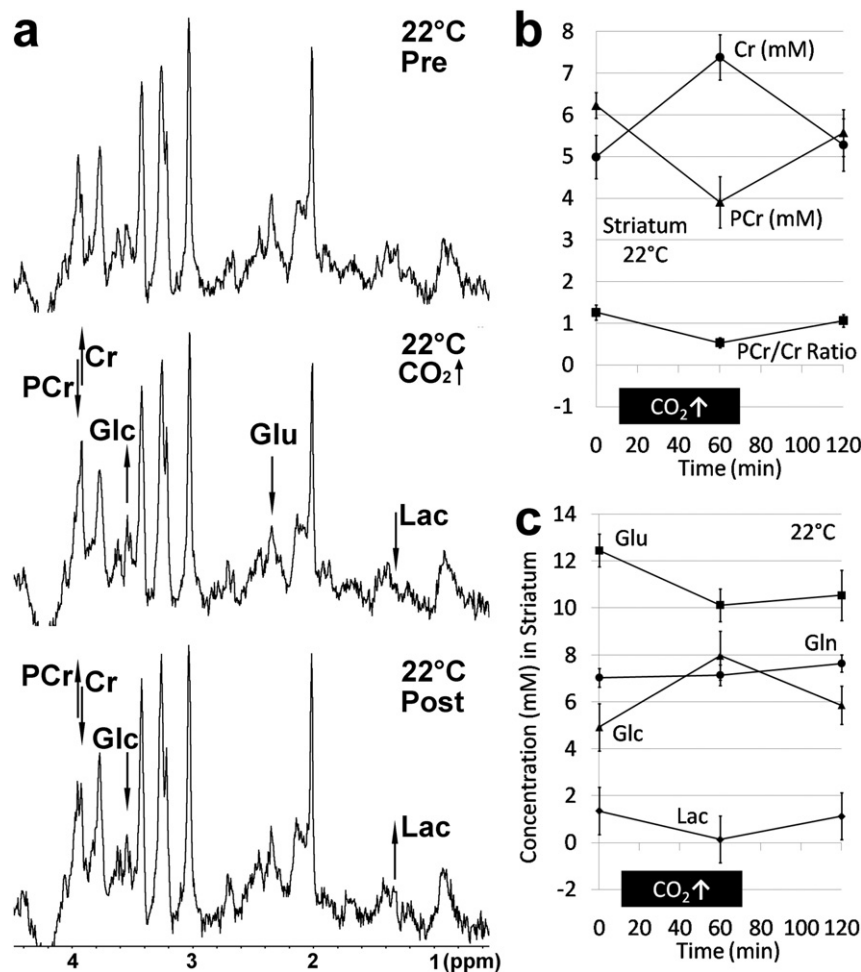 a
22°C
Pre
22°C
CO₂↑
Cr
PCr
Glc
Glu
Lac
22°C
Post
PCr
Cr
Glc
Lac
4 3 2 1 (ppm)
b
8
7
6
5
4
3
2
1
0
-1
Cr (mM)
PCr (mM)
Striatum
22°C
PCr/Cr Ratio
CO₂↑
0 20 40 60 80 100 120
Time (min)
c
Concentration (mM) in Striatum
14
12
10
8
6
4
2
0
-2
22°C
Glu
Gln
Glc
Lac
CO₂↑
0 20 40 60 80 100 120
Time (min)